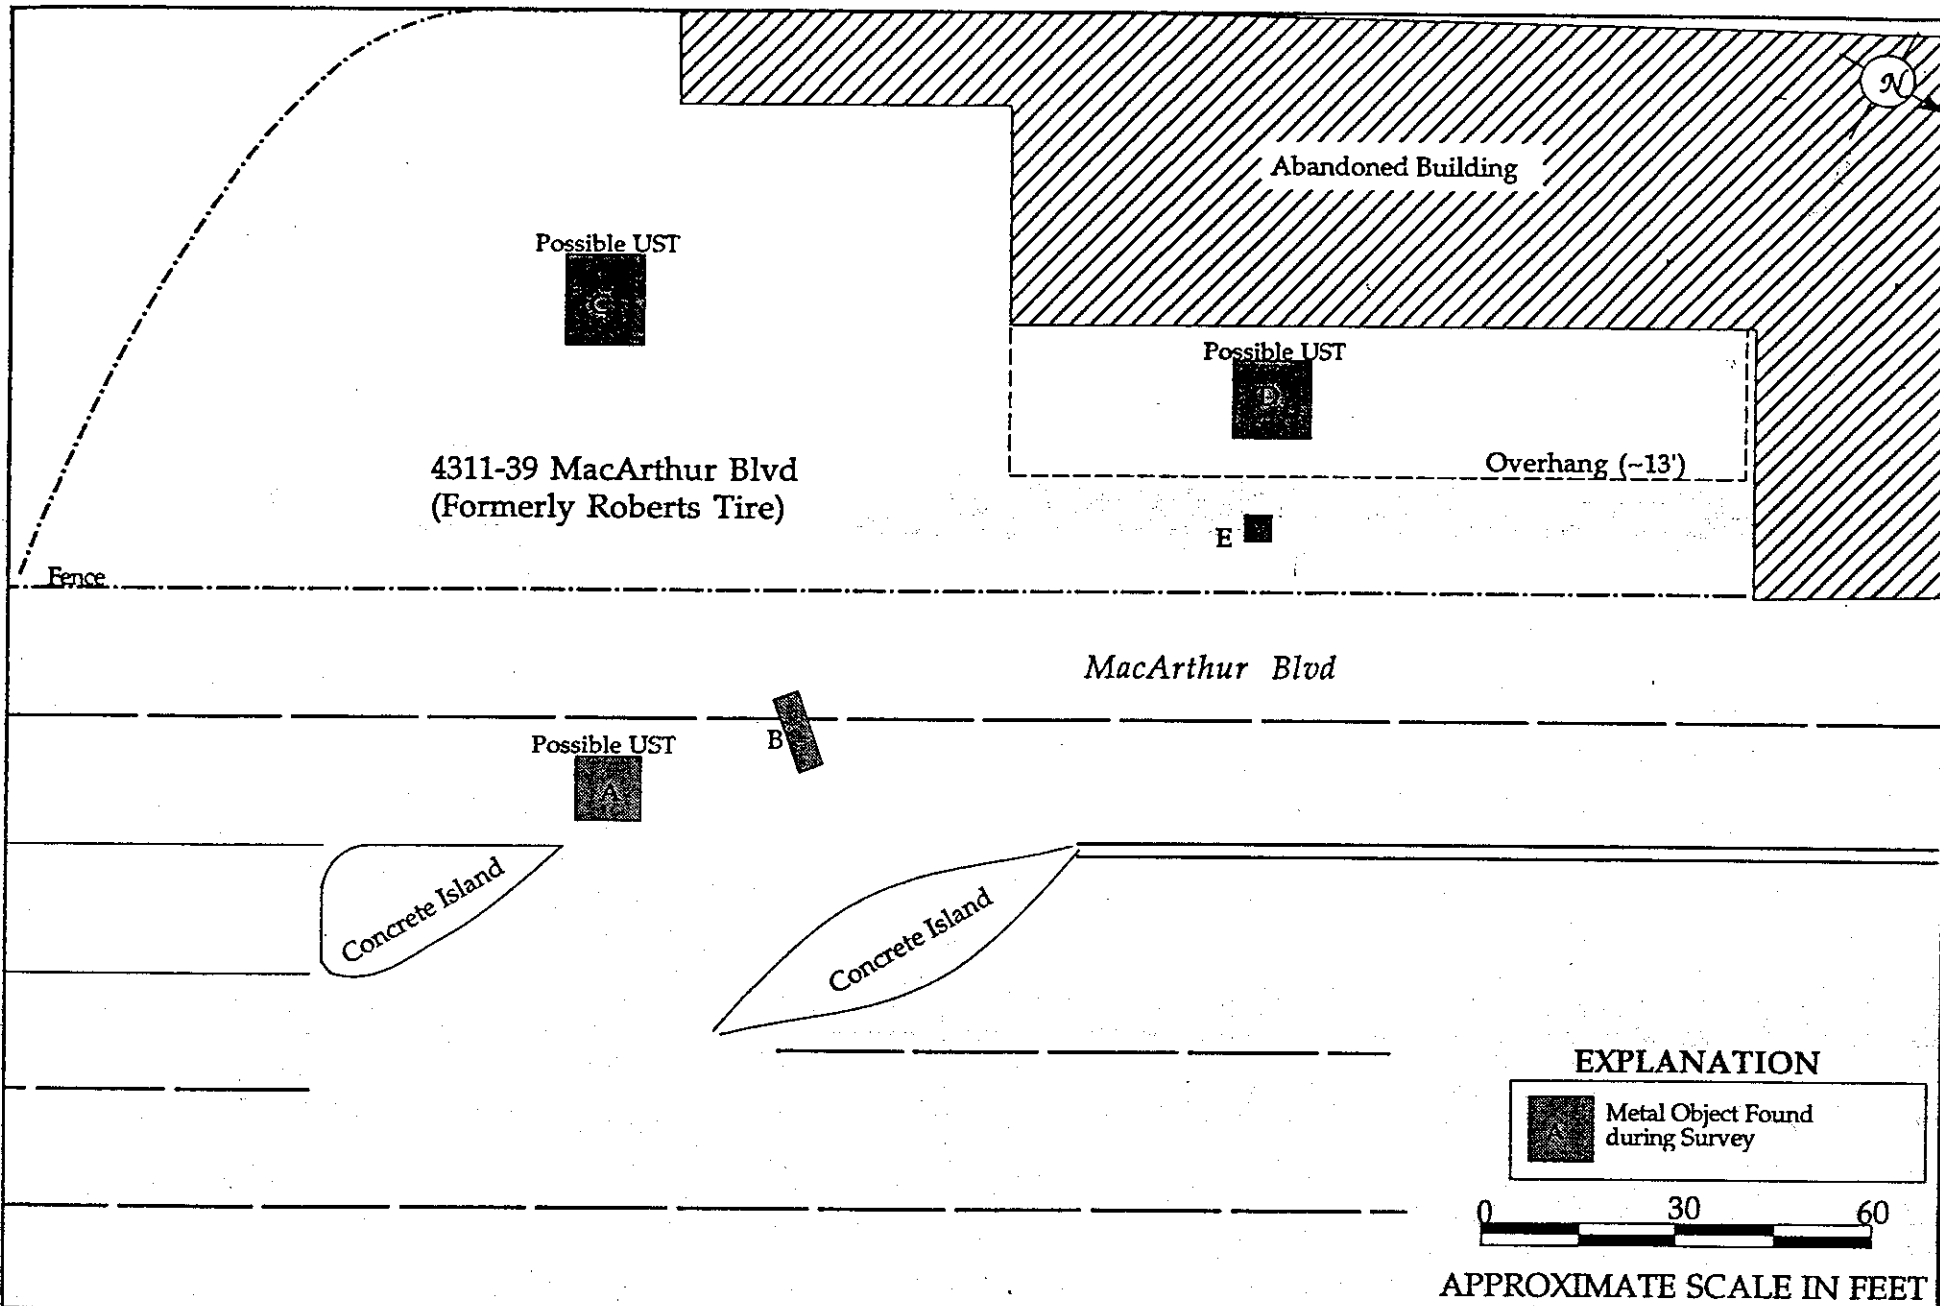 N
Abandoned Building
Possible UST
C
Possible UST
D
Overhang (~13')
4311-39 MacArthur Blvd
(Formerly Roberts Tire)
E
Fence
MacArthur Blvd
B
Possible UST
A
Concrete Island
Concrete Island
EXPLANATION
A
Metal Object Found
during Survey
0 30 60
APPROXIMATE SCALE IN FEET